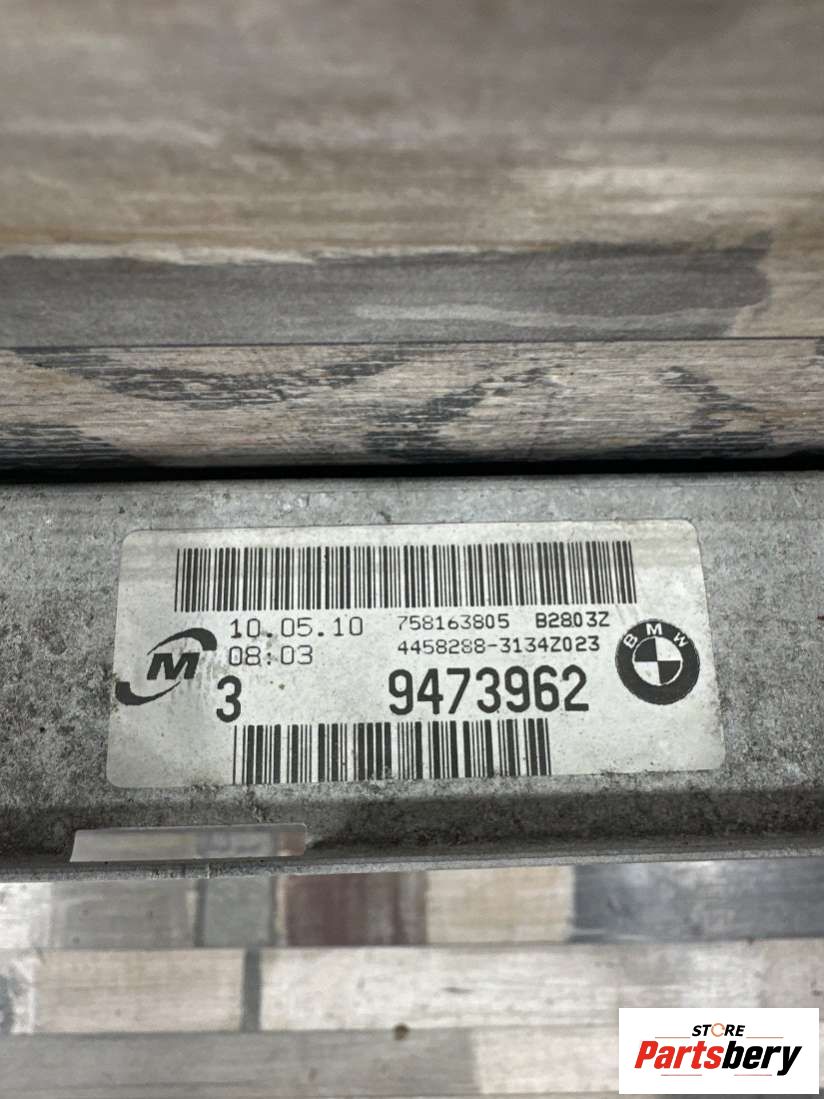 10.05.10 758163805 B2803Z
08:03 4458288-3134Z023
M
BMW
3 9473962
STORE
Partsbery